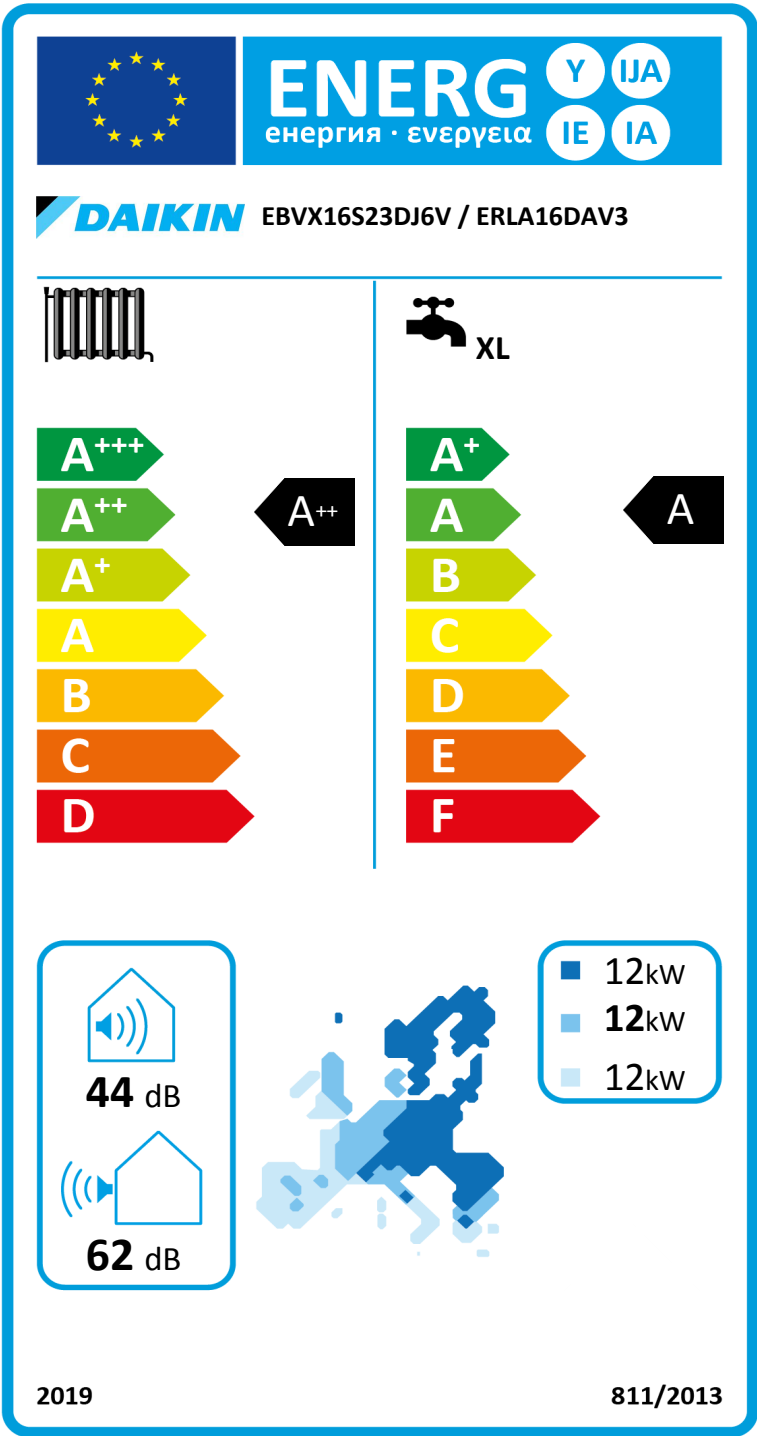 ENERG
енергия · ενεργεια
Y
IJA
IE
IA
DAIKIN
EBVX16S23DJ6V / ERLA16DAV3
XL
A+++
A++
A+
A
B
C
D
A++
A+
A
B
C
D
E
F
A
44 dB
62 dB
12kW
12kW
12kW
2019
811/2013